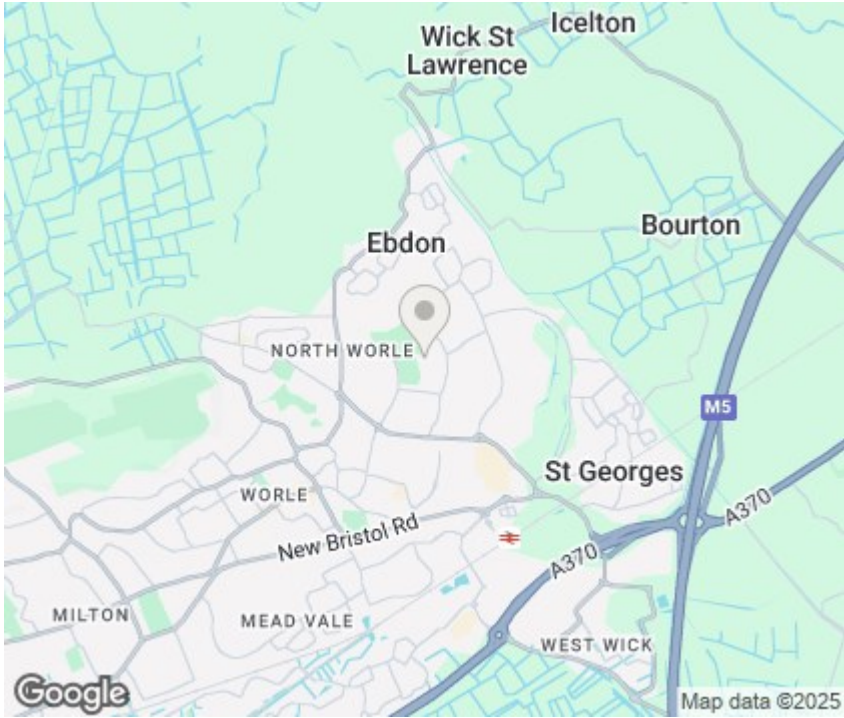 Icelton
Wick St
Lawrence
Bourton
Ebdon
NORTH WORLE
M5
St Georges
WORLE
A370
New Bristol Rd
A370
MILTON
MEAD VALE
WEST WICK
Google
Map data ©2025